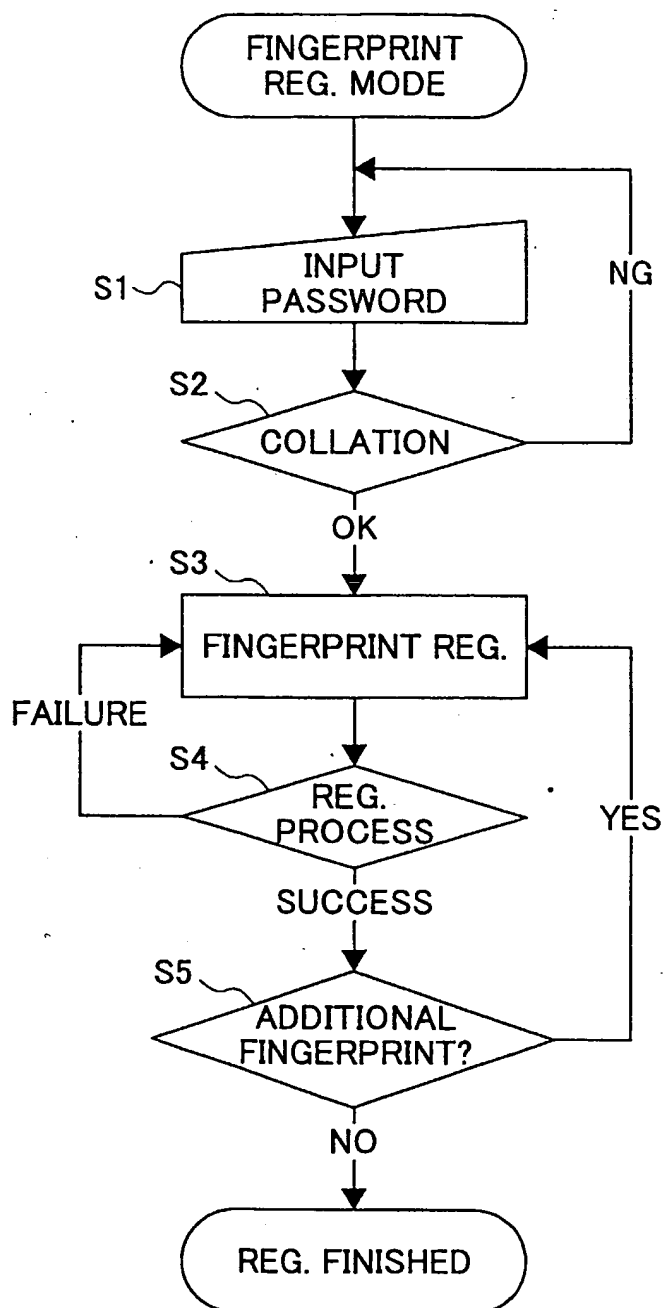 FINGERPRINT
REG. MODE
S1
INPUT
PASSWORD
NG
S2
COLLATION
OK
S3
FINGERPRINT REG.
FAILURE
S4
REG.
PROCESS
YES
SUCCESS
S5
ADDITIONAL
FINGERPRINT?
NO
REG. FINISHED